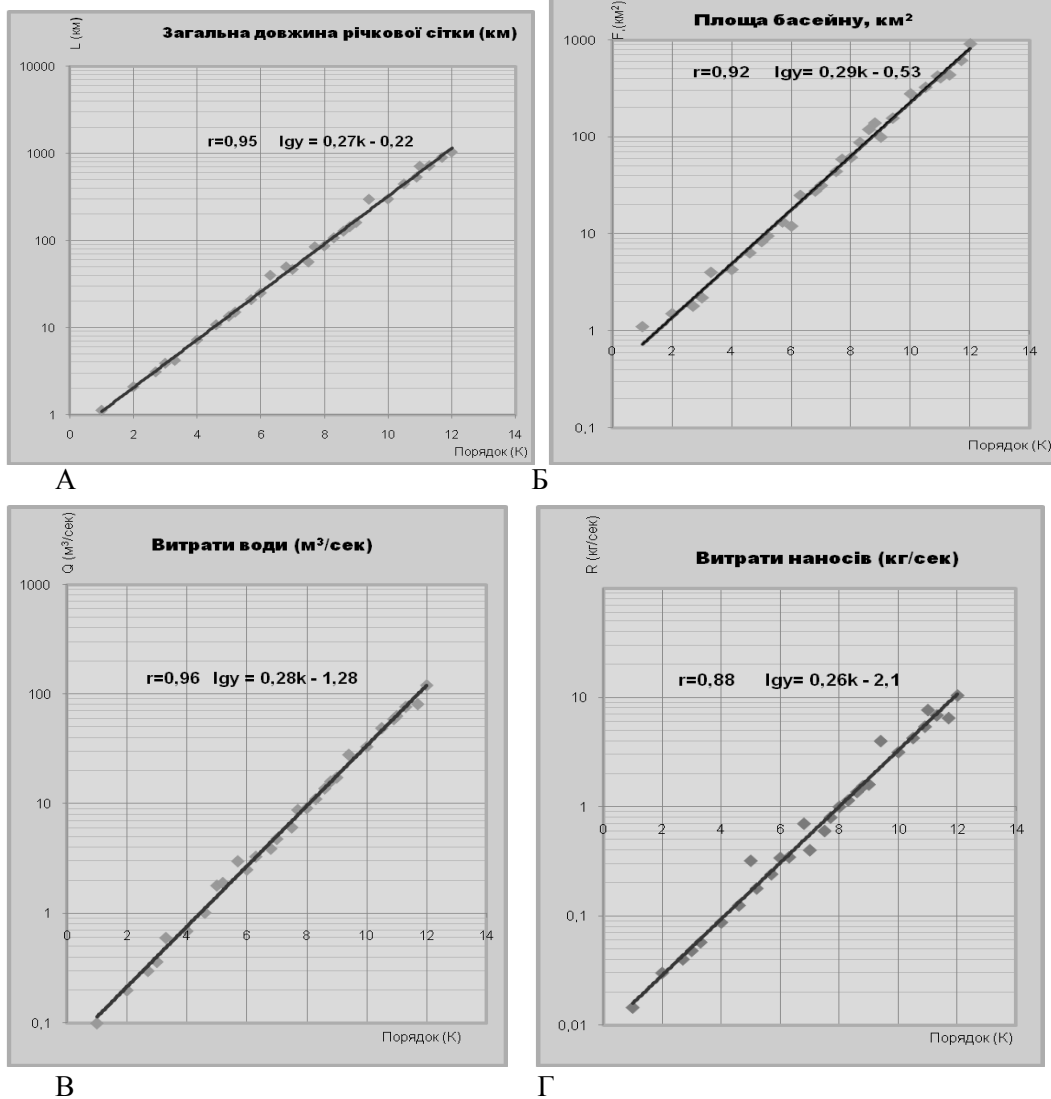 L (км)
Загальна довжина річкової сітки (км)
10000
r=0,95 lgy = 0,27k - 0,22
1000
100
10
1
0 2 4 6 8 10 12 14
Порядок (К)
А
F,(км²)
Площа басейну, км²
1000
r=0,92 lgy= 0,29k - 0,53
100
10
1
0 2 4 6 8 10 12 14
0,1
Порядок (К)
Б
Q (м³/сек)
Витрати води (м³/сек)
1000
r=0,96 lgy = 0,28k - 1,28
100
10
1
0 2 4 6 8 10 12 14
0,1
Порядок (К)
В
R (кг/сек)
Витрати наносів (кг/сек)
r=0,88 lgy= 0,26k - 2,1
10
1
0 2 4 6 8 10 12 14
0,1
0,01
Порядок (К)
Г